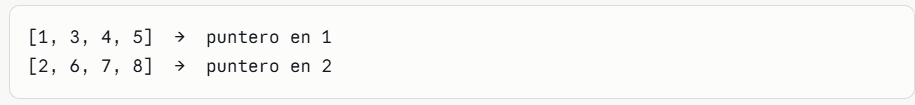 [1, 3, 4, 5]  →  puntero en 1
[2, 6, 7, 8]  →  puntero en 2